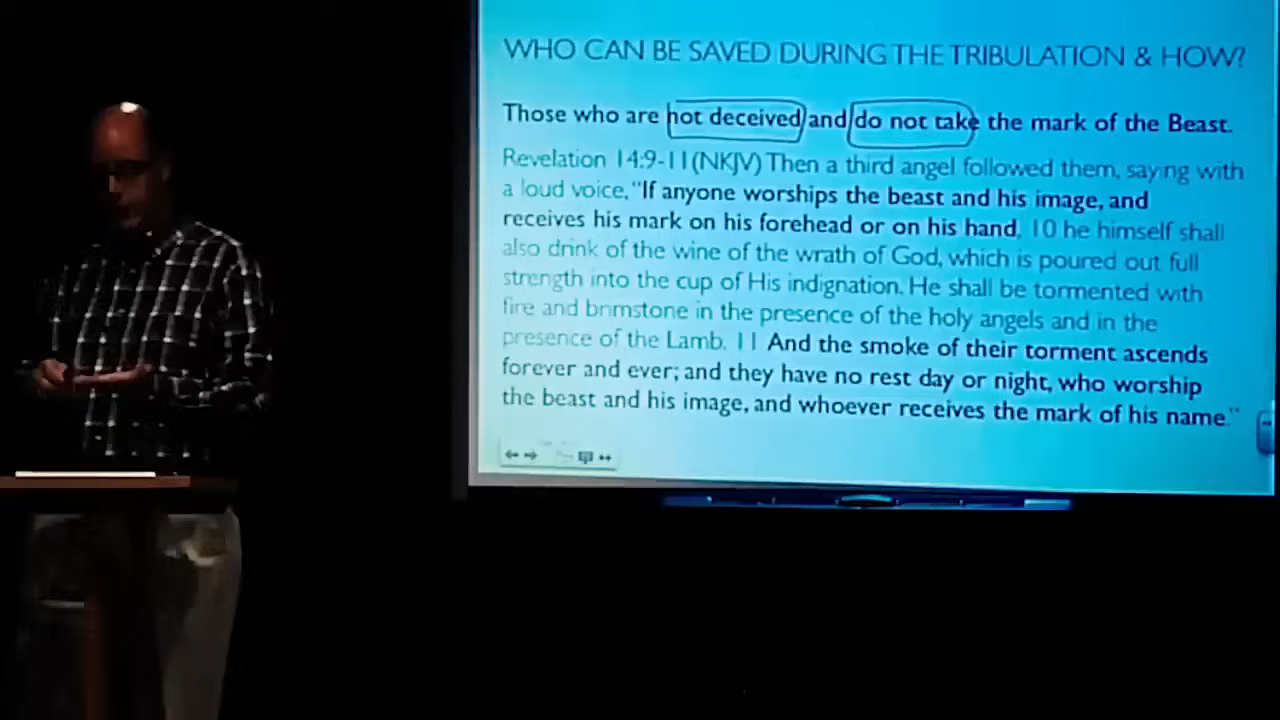 WHO CAN BE SAVED DURING THE TRIBULATION & HOW?
Those who are not deceived and do not take the mark of the Beast.
Revelation 14:9-11(NKJV) Then a third angel followed them, saying with
a loud voice, "If anyone worships the beast and his image, and
receives his mark on his forehead or on his hand, 10 he himself shall
also drink of the wine of the wrath of God, which is poured out full
strength into the cup of His indignation. He shall be tormented with
fire and brimstone in the presence of the holy angels and in the
presence of the Lamb. 11 And the smoke of their torment ascends
forever and ever; and they have no rest day or night, who worship
the beast and his image, and whoever receives the mark of his name."